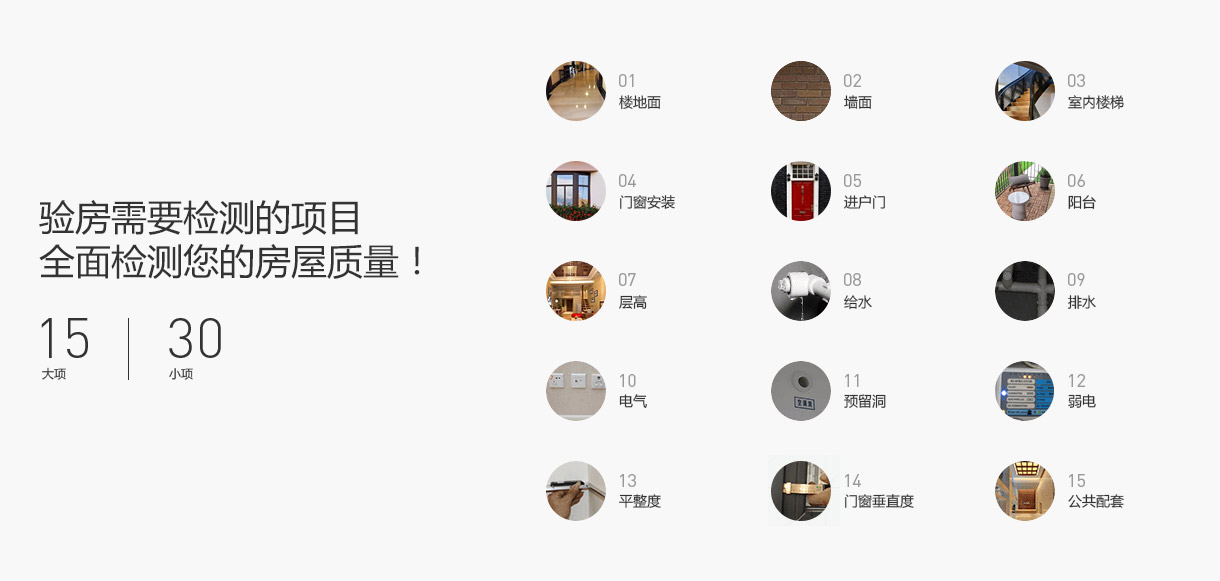 验房需要检测的项目
全面检测您的房屋质量！
15
大项
30
小项
01
楼地面
02
墙面
03
室内楼梯
04
门窗安装
05
进户门
06
阳台
07
层高
08
给水
09
排水
10
电气
11
预留洞
12
弱电
13
平整度
14
门窗垂直度
15
公共配套